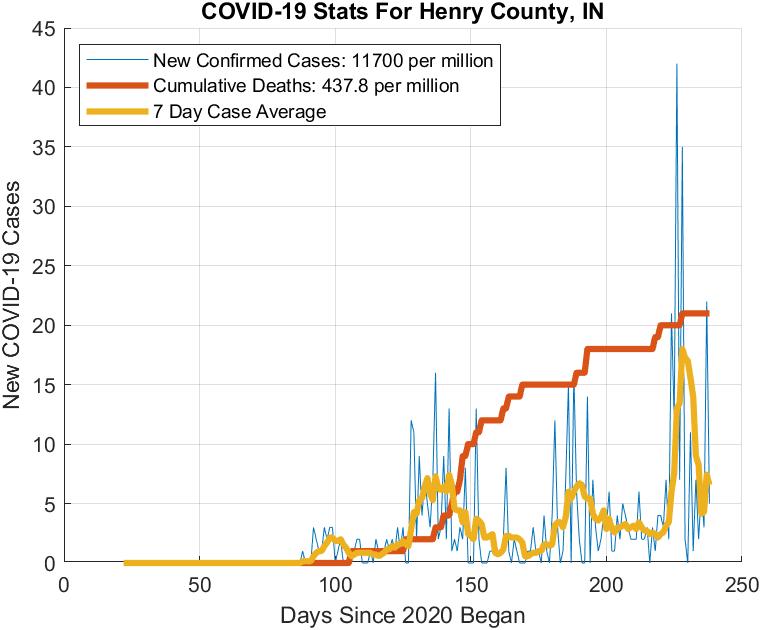 COVID-19 Stats For Henry County, IN
New Confirmed Cases: 11700 per million
Cumulative Deaths: 437.8 per million
7 Day Case Average
New COVID-19 Cases
45
40
35
30
25
20
15
10
5
0
0 50 100 150 200 250
Days Since 2020 Began